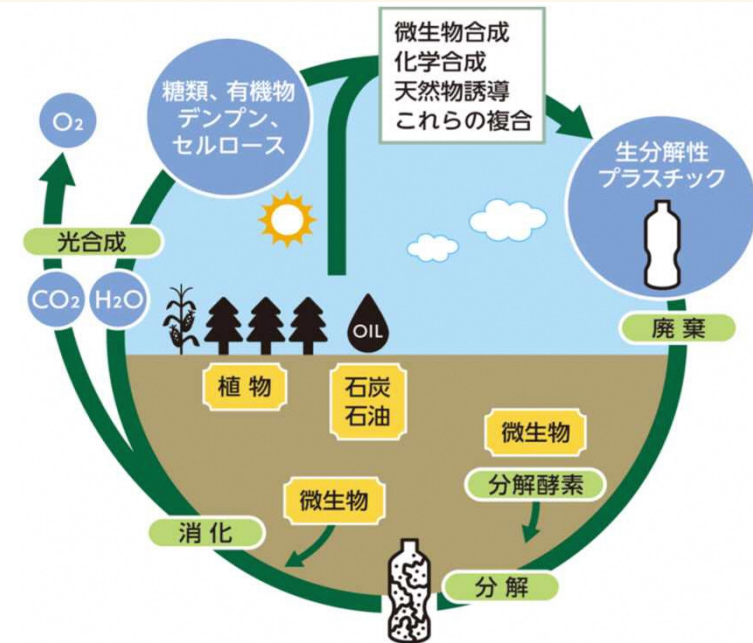 微生物合成
化学合成
天然物誘導
これらの複合
糖類、有機物
デンプン、
セルロース
O₂
生分解性
プラスチック
光合成
CO₂
H₂O
廃棄
OIL
植物
石炭
石油
微生物
分解酵素
微生物
消化
分解